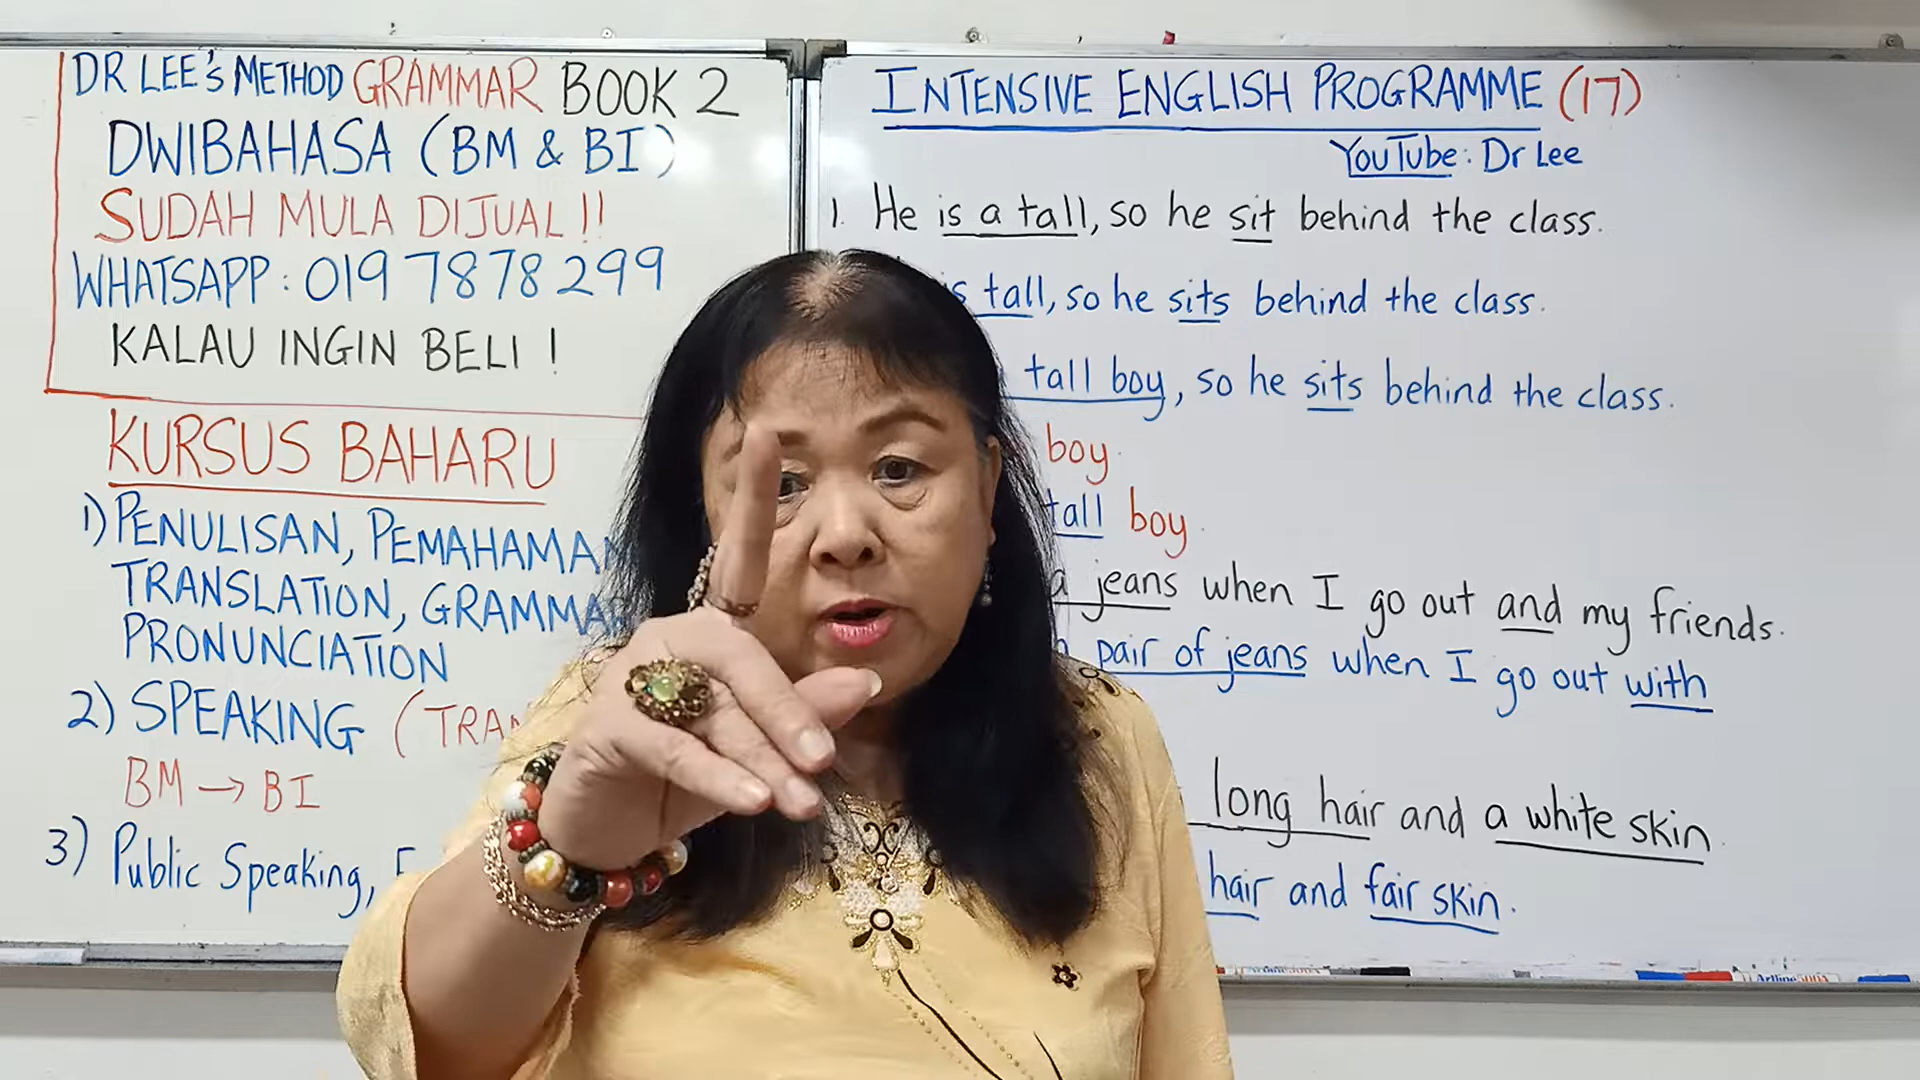 DR LEE's METHOD GRAMMAR BOOK 2
DWIBAHASA (BM & BI)
SUDAH MULA DIJUAL!!
WHATSAPP: 019 7878 299
KALAU INGIN BELI!
KURSUS BAHARU
1) PENULISAN, PEMAHAMAN
TRANSLATION, GRAMMAR
PRONUNCIATION
2) SPEAKING (
BM → BI
3) Public Speaking,
INTENSIVE ENGLISH PROGRAMME (17)
YouTube: Dr Lee
1. He is a tall, so he sit behind the class.
tall, so he sits behind the class.
tall boy, so he sits behind the class.
boy.
tall boy.
a jeans when I go out and my friends.
pair of jeans when I go out with
long hair and a white skin.
hair and fair skin.